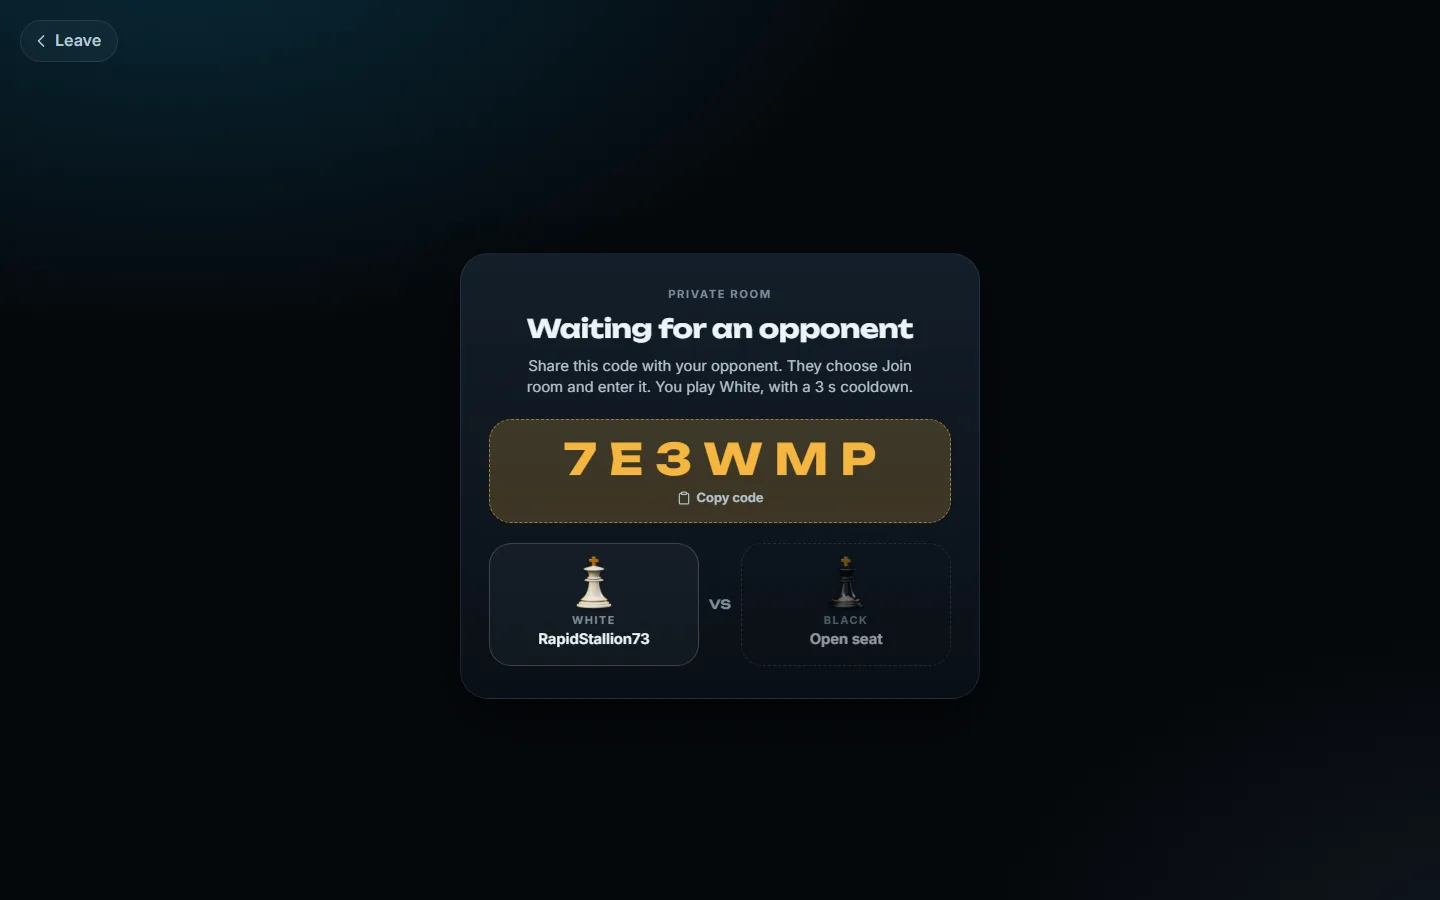 Leave
PRIVATE ROOM
Waiting for an opponent
Share this code with your opponent. They choose Join
room and enter it. You play White, with a 3 s cooldown.
7E3WMP
Copy code
WHITE
RapidStallion73
VS
BLACK
Open seat